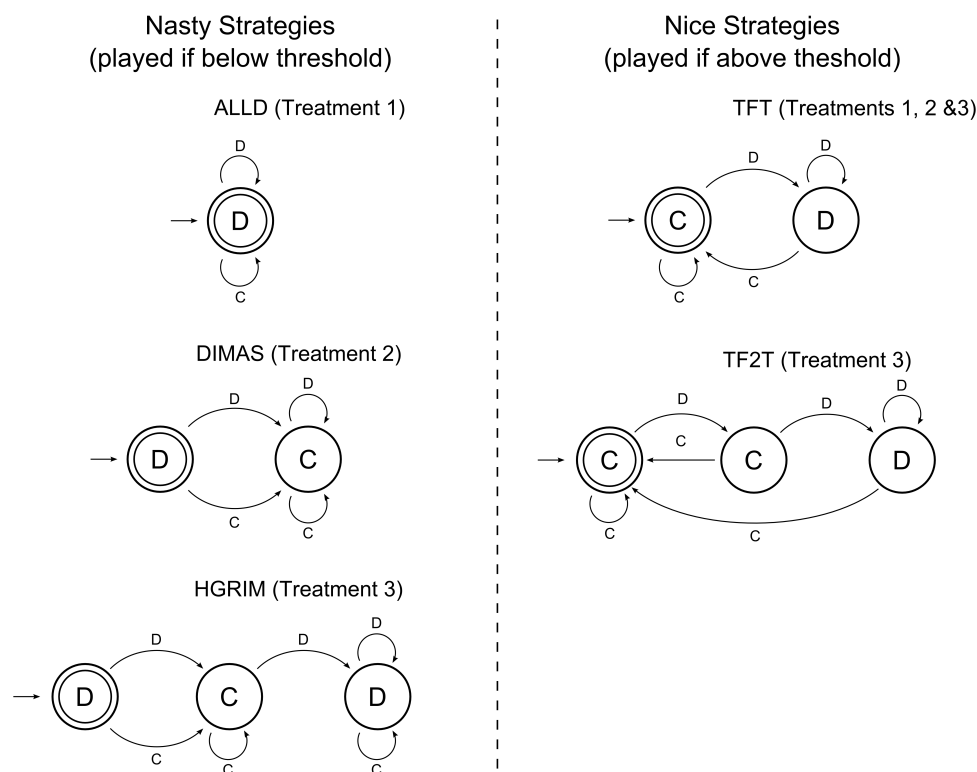 Nasty Strategies
(played if below threshold)
ALLD (Treatment 1)
D
D
C
DIMAS (Treatment 2)
D
D
D
C
C
C
HGRIM (Treatment 3)
D
D
D
D
C
D
C
C
C
Nice Strategies
(played if above theshold)
TFT (Treatments 1, 2 &3)
D
D
C
D
C
C
TF2T (Treatment 3)
D
D
D
C
C
C
D
C
C